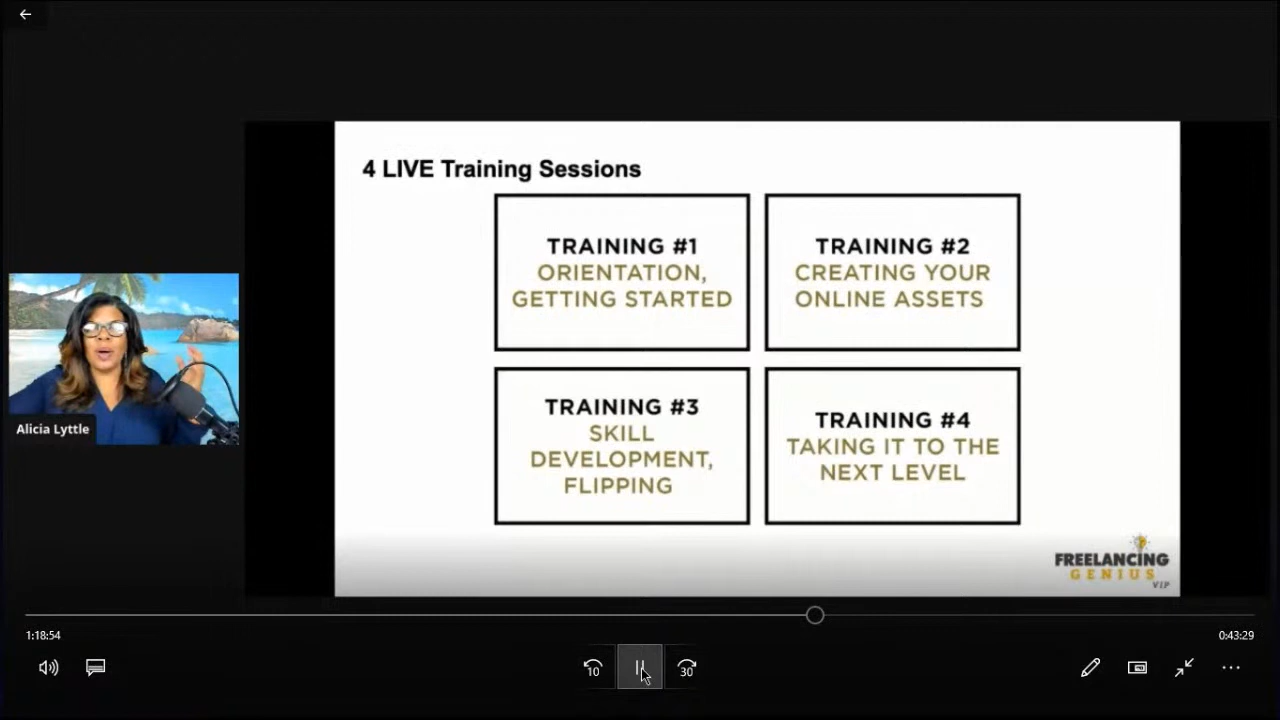 4 LIVE Training Sessions
TRAINING #1
ORIENTATION,
GETTING STARTED
TRAINING #2
CREATING YOUR
ONLINE ASSETS
TRAINING #3
SKILL
DEVELOPMENT,
FLIPPING
TRAINING #4
TAKING IT TO THE
NEXT LEVEL
Alicia Lyttle
FREELANCING
GENIUS
VIP
1:18:54
0:43:29
10
30